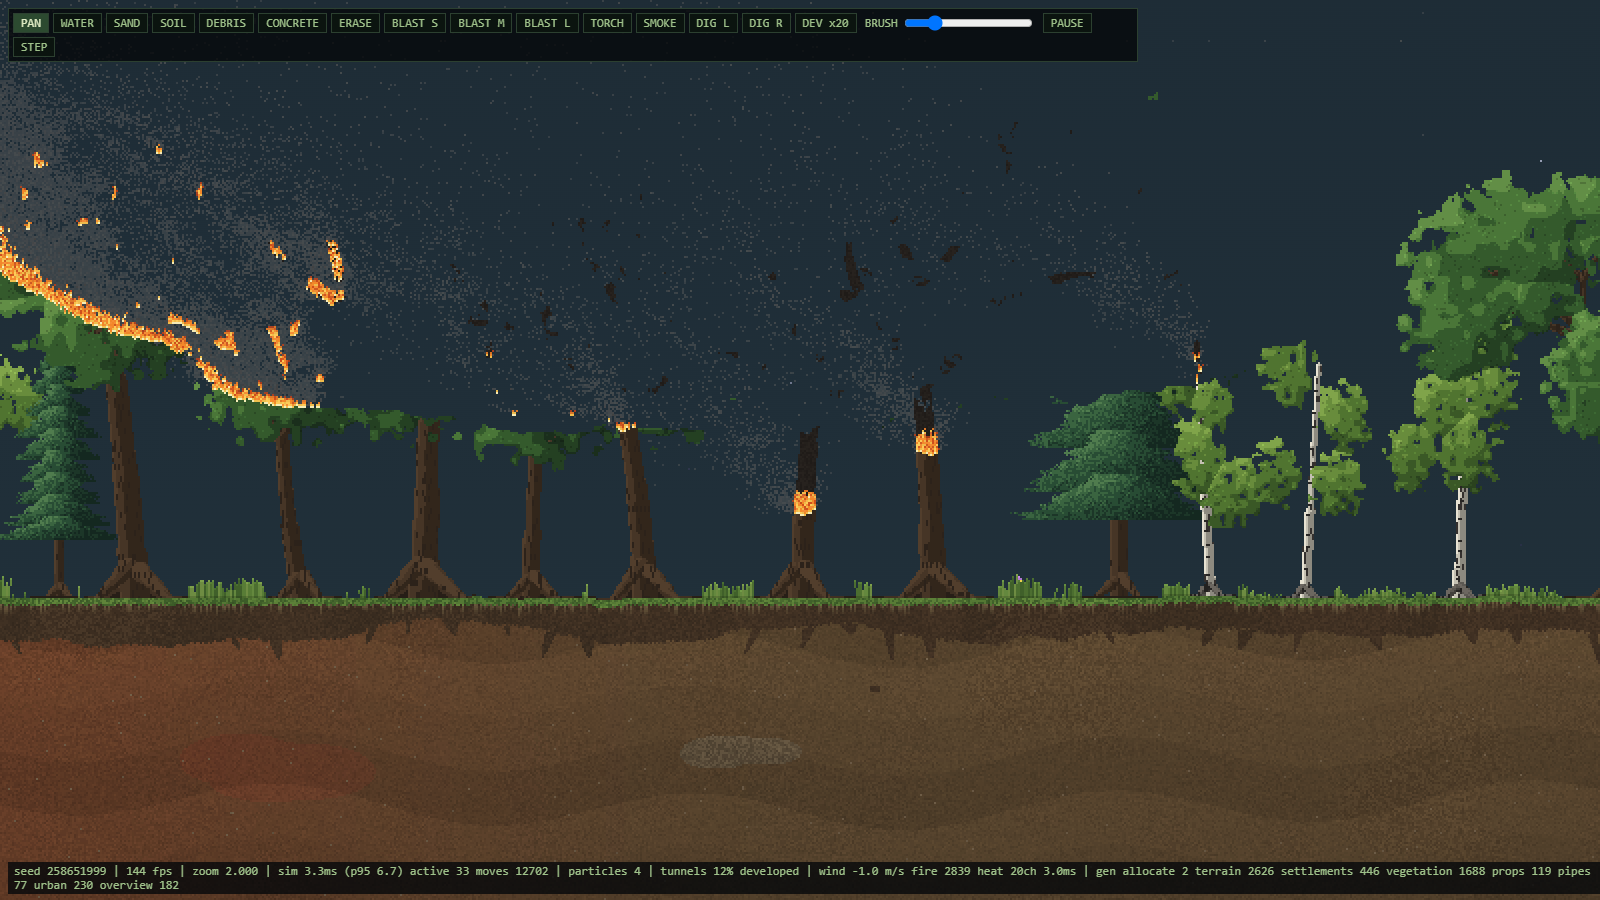 PAN WATER SAND SOIL DEBRIS CONCRETE ERASE BLAST S BLAST M BLAST L TORCH SMOKE DIG L DIG R DEV x20 BRUSH PAUSE
STEP
seed 258651999 | 144 fps | zoom 2.000 | sim 3.3ms (p95 6.7) active 33 moves 12702 | particles 4 | tunnels 12% developed | wind -1.0 m/s fire 2839 heat 20ch 3.0ms | gen allocate 2 terrain 2626 settlements 446 vegetation 1688 props 119 pipes
77 urban 230 overview 182